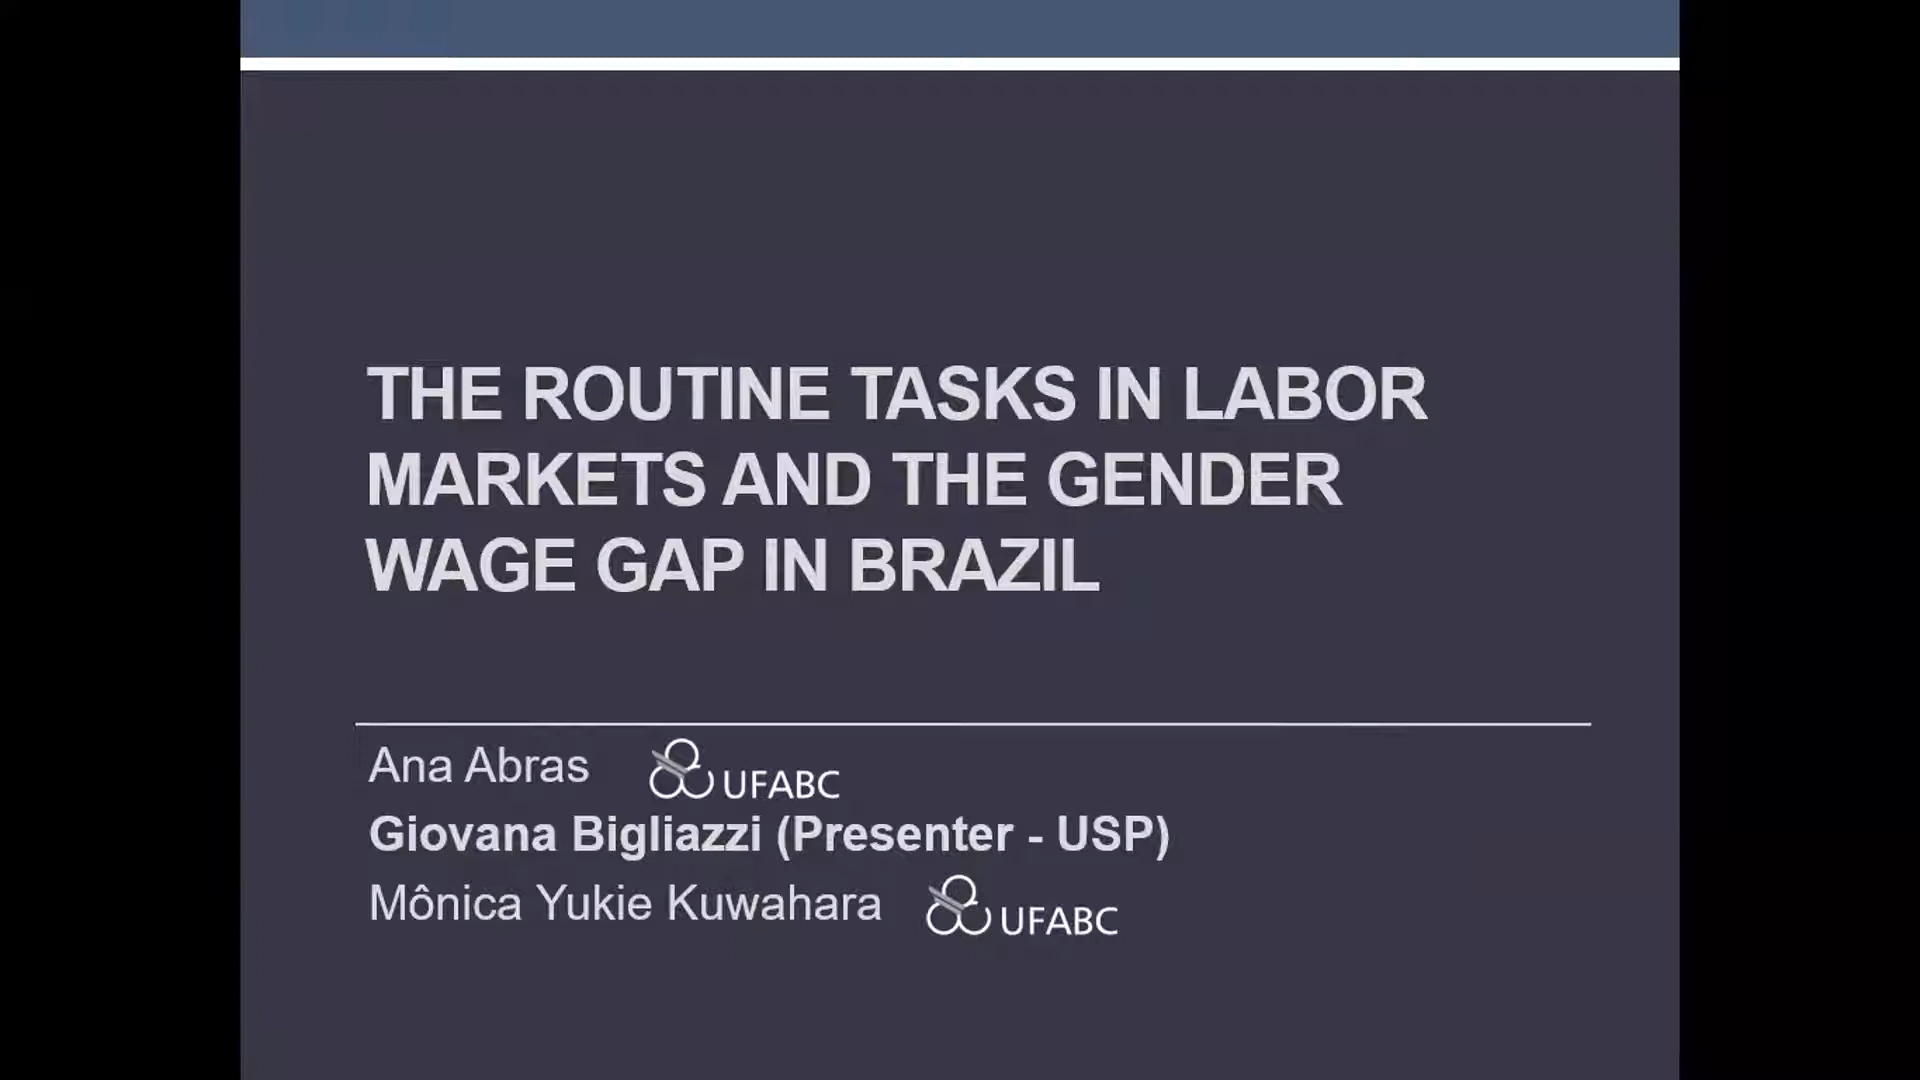 THE ROUTINE TASKS IN LABOR
MARKETS AND THE GENDER
WAGE GAP IN BRAZIL
Ana Abras UFABC
Giovana Bigliazzi (Presenter - USP)
Mônica Yukie Kuwahara UFABC